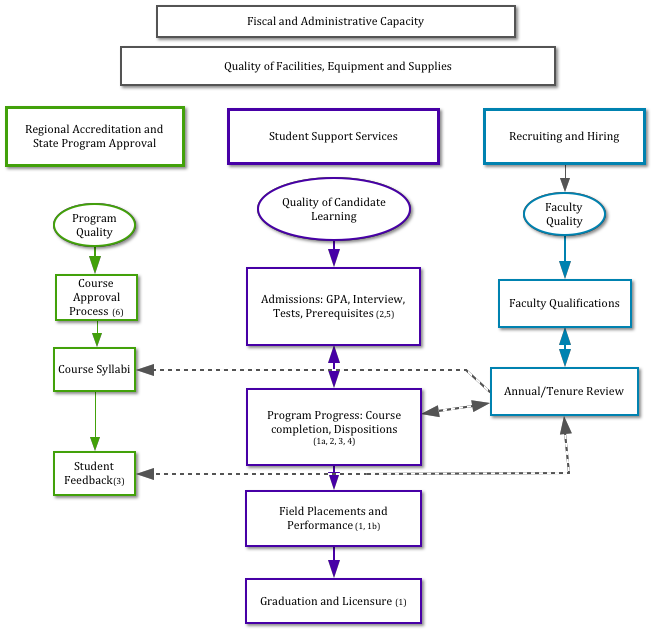 Fiscal and Administrative Capacity
Quality of Facilities, Equipment and Supplies
Regional Accreditation and
State Program Approval
Student Support Services
Recruiting and Hiring
Program
Quality
Quality of Candidate
Learning
Faculty
Quality
Course
Approval
Process (6)
Admissions: GPA, Interview,
Tests, Prerequisites (2,5)
Faculty Qualifications
Course Syllabi
Program Progress: Course
completion, Dispositions
(1a, 2, 3, 4)
Annual/Tenure Review
Student
Feedback(3)
Field Placements and
Performance (1, 1b)
Graduation and Licensure (1)